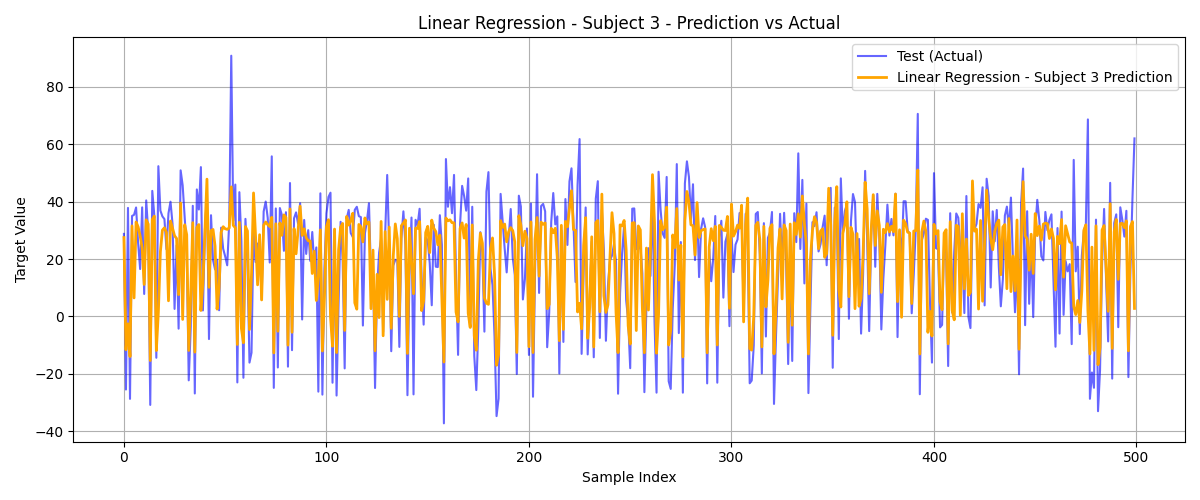 Linear Regression - Subject 3 - Prediction vs Actual
Test (Actual)
Linear Regression - Subject 3 Prediction
Target Value
80
60
40
20
0
−20
−40
0
100
200
300
400
500
Sample Index